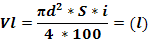 Vl = πd² * S * i / 4 * 100 = (l)